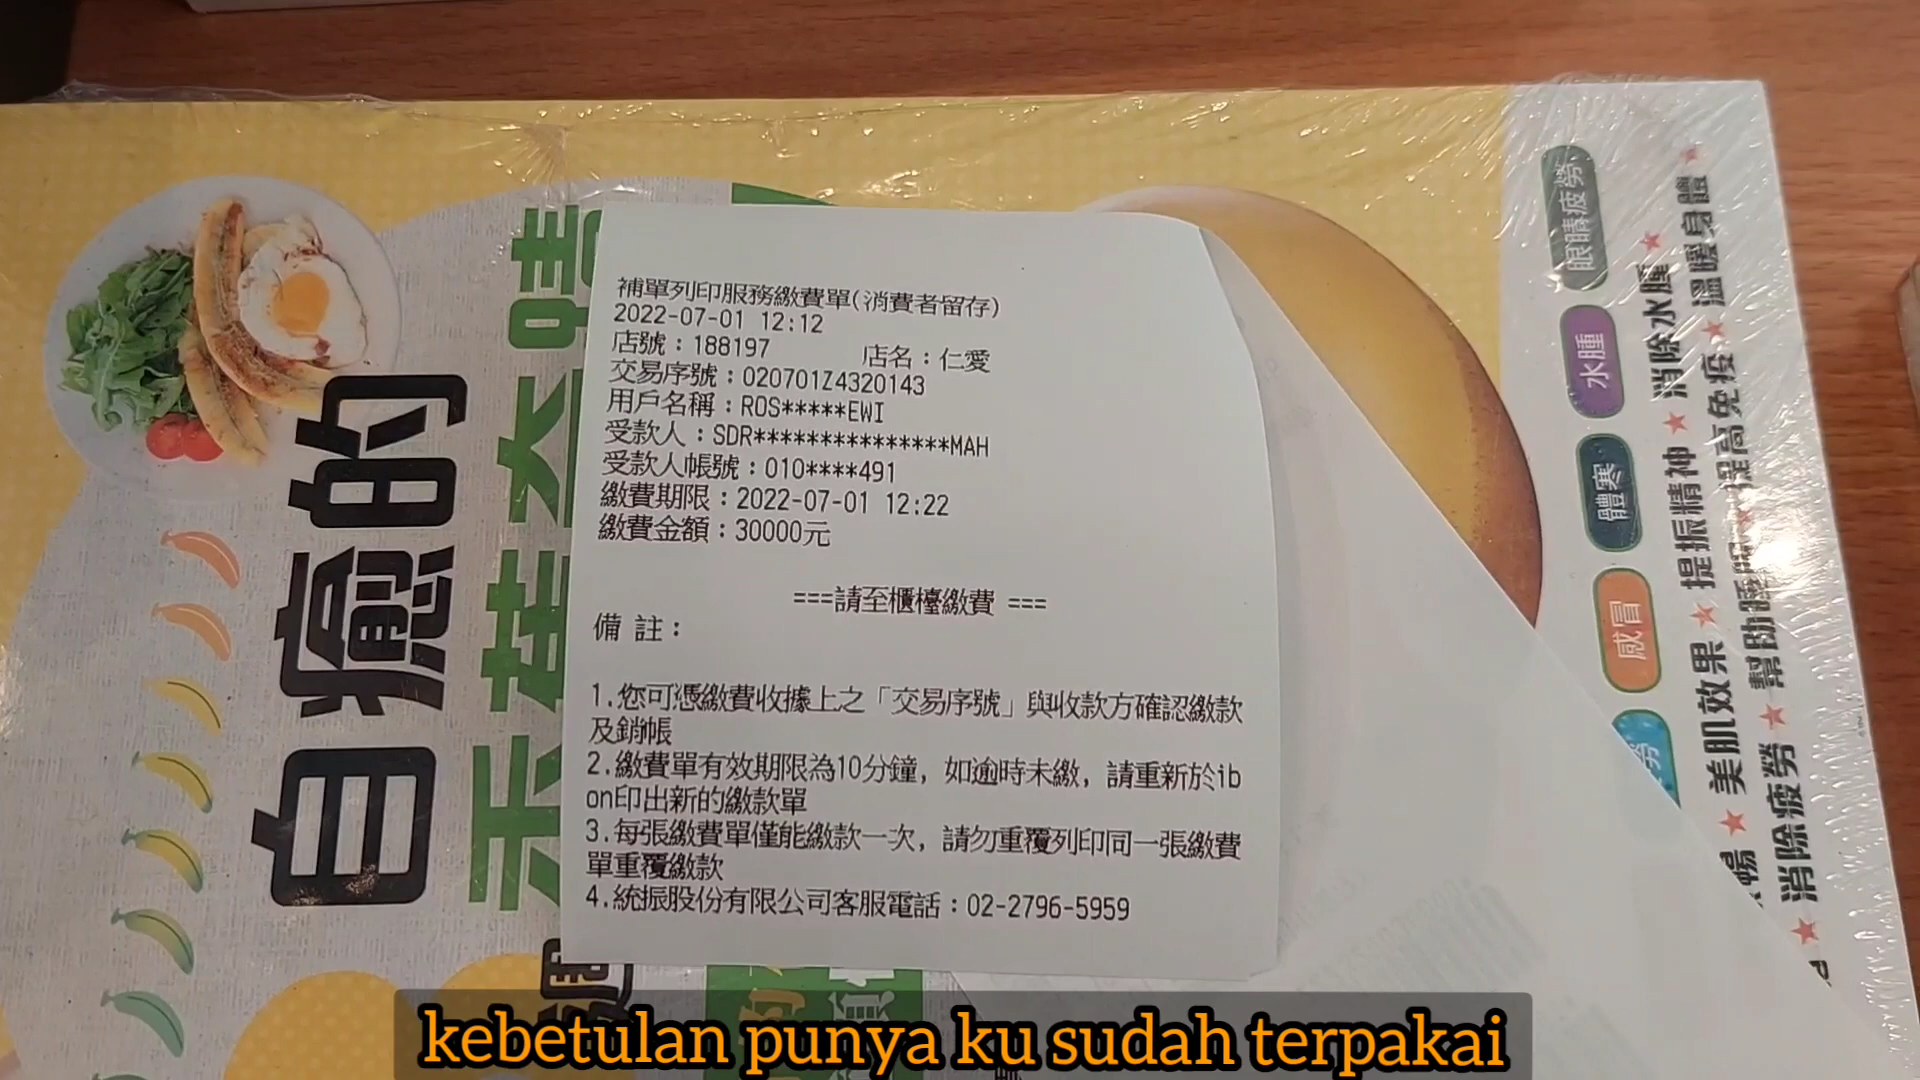 補單列印服務繳費單(消費者留存)
2022-07-01 12:12
店號：188197 店名：仁愛
交易序號：020701Z4320143
用戶名稱：ROS*****EWI
受款人：SDR***************MAH
受款人帳號：010****491
繳費期限：2022-07-01 12:22
繳費金額：30000元
===請至櫃檯繳費 ===
備 註：
1.您可憑繳費收據上之「交易序號」與收款方確認繳款
及銷帳
2.繳費單有效期限為10分鐘，如逾時未繳，請重新於ib
on印出新的繳款單
3.每張繳費單僅能繳款一次，請勿重覆列印同一張繳費
單重覆繳款
4.統振股份有限公司客服電話：02-2796-5959
自癒的
眼睛疲勞
水腫
體寒
感冒
★消除水腫★
★溫暖身體★
美肌效果★提振精神
消除疲勞★幫助睡眠★提高免疫
kebetulan punya ku sudah terpakai